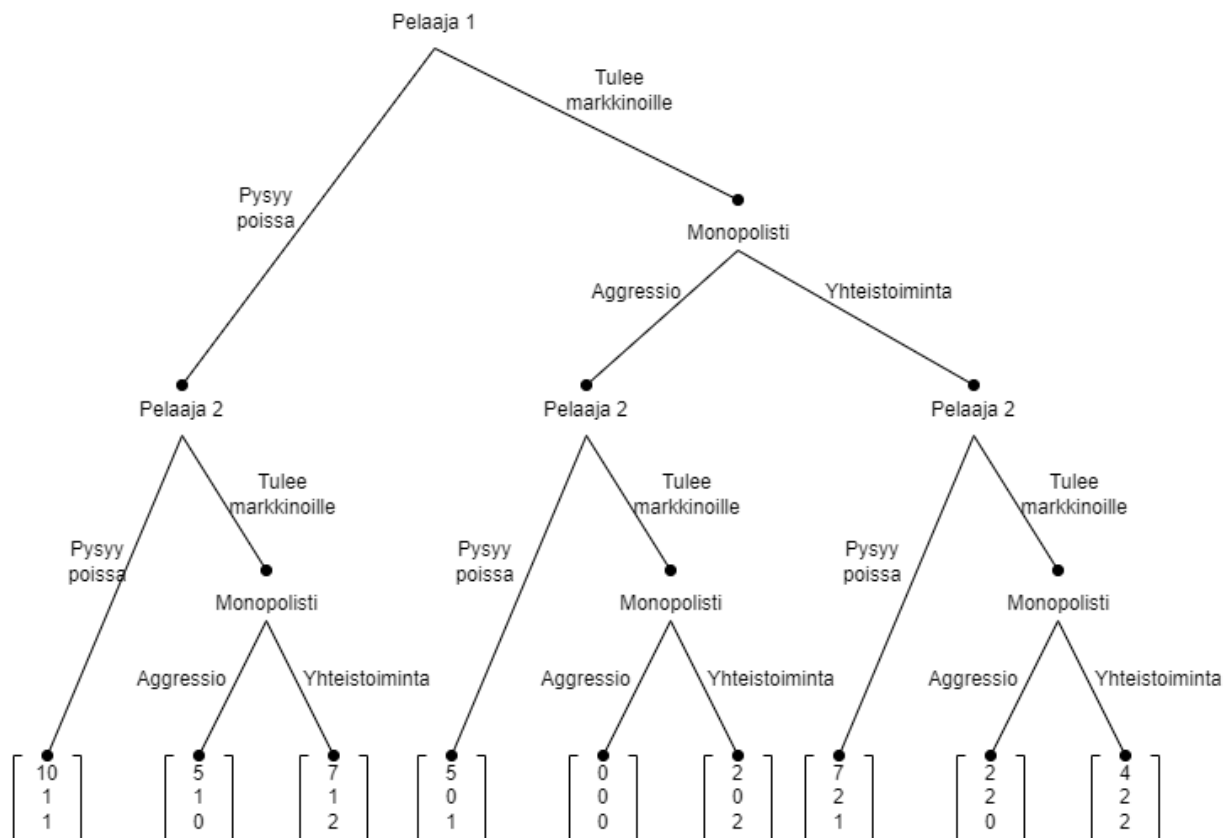 Pelaaja 1
Tulee
markkinoille
Pysyy
poissa
Monopolisti
Aggressio
Yhteistoiminta
Pelaaja 2
Pelaaja 2
Pelaaja 2
Tulee
markkinoille
Tulee
markkinoille
Tulee
markkinoille
Pysyy
poissa
Pysyy
poissa
Pysyy
poissa
Monopolisti
Monopolisti
Monopolisti
Aggressio
Yhteistoiminta
Aggressio
Yhteistoiminta
Aggressio
Yhteistoiminta
10 5 7 5 0 2 7 2 4
1 1 1 0 0 0 2 2 2
1 0 2 1 0 2 1 0 2